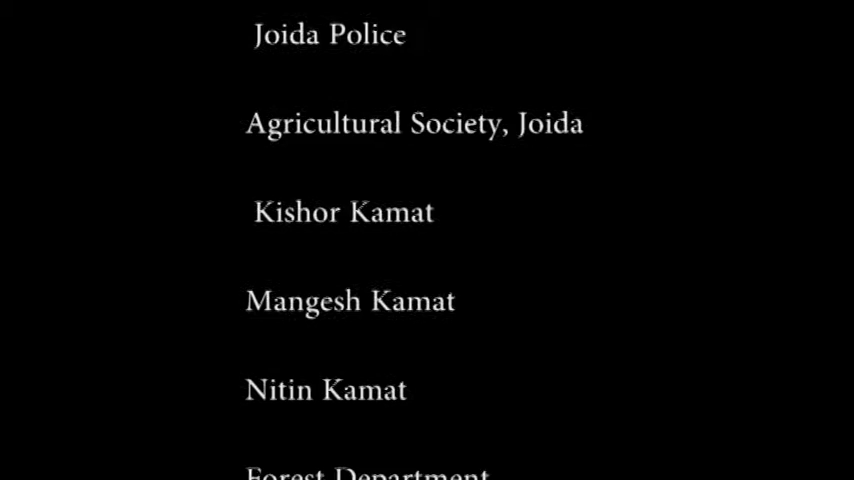 Joida Police
Agricultural Society, Joida
Kishor Kamat
Mangesh Kamat
Nitin Kamat
Forest Department